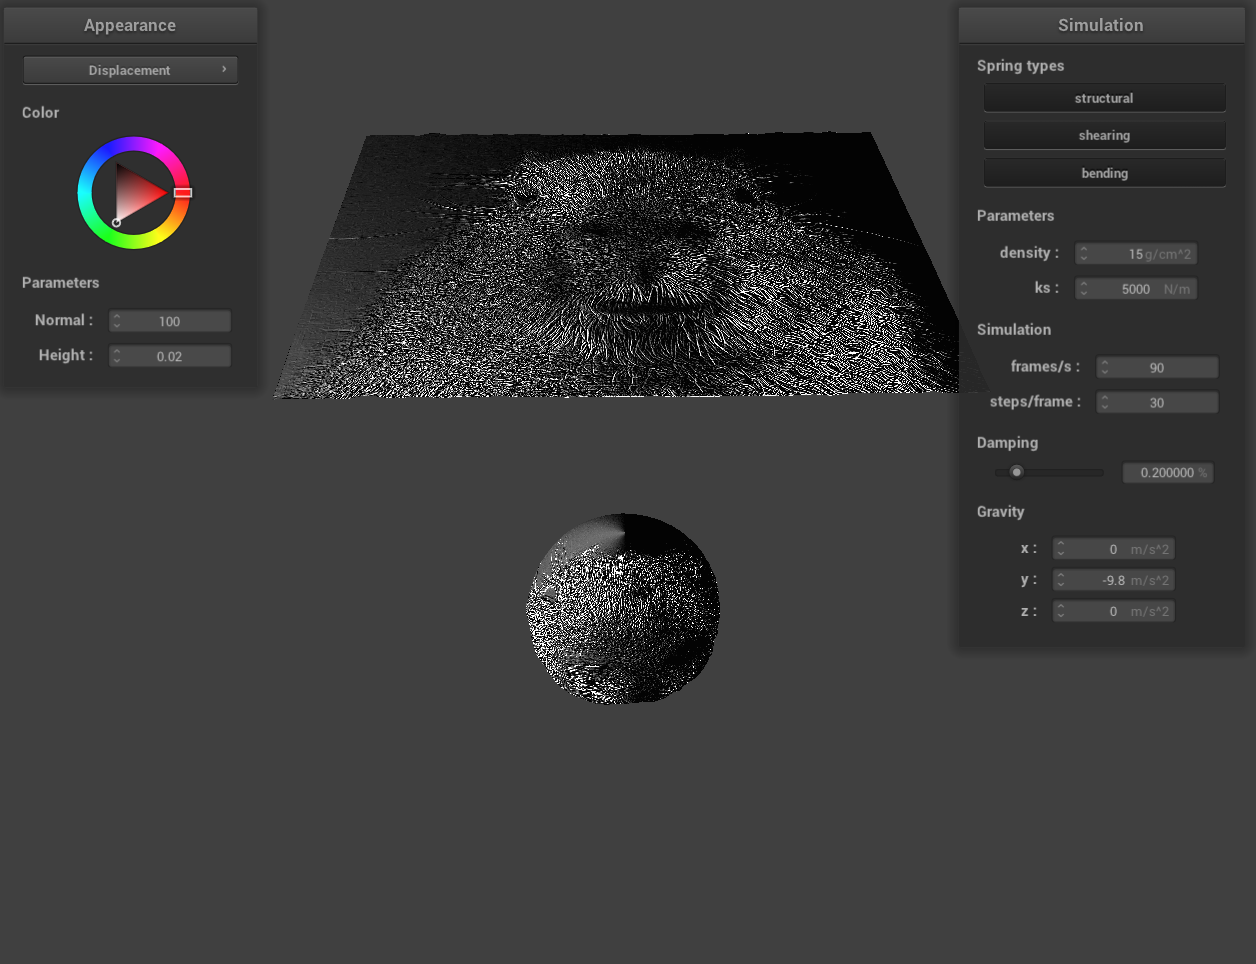 Appearance
Displacement
Color
Parameters
Normal : 100
Height : 0.02
Simulation
Spring types
structural
shearing
bending
Parameters
density : 15 g/cm^2
ks : 5000 N/m
Simulation
frames/s : 90
steps/frame : 30
Damping
0.200000 %
Gravity
x : 0 m/s^2
y : -9.8 m/s^2
z : 0 m/s^2